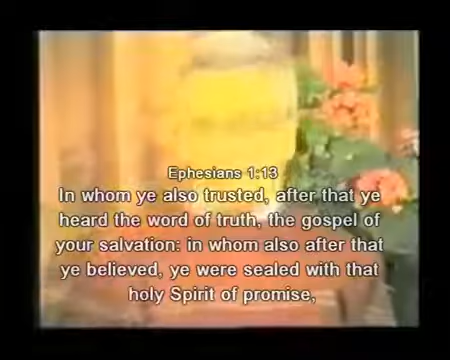 Ephesians 1:13
In whom ye also trusted, after that ye
heard the word of truth, the gospel of
your salvation: in whom also after that
ye believed, ye were sealed with that
holy Spirit of promise,